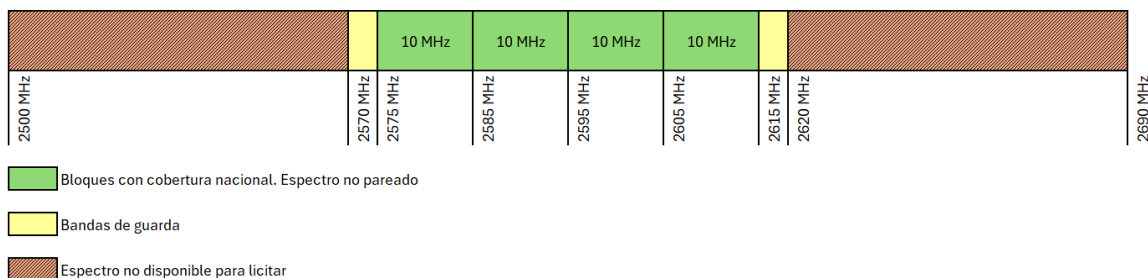 10 MHz 10 MHz 10 MHz 10 MHz
2500 MHz
2570 MHz
2575 MHz
2585 MHz
2595 MHz
2605 MHz
2615 MHz
2620 MHz
2690 MHz
Bloques con cobertura nacional. Espectro no pareado
Bandas de guarda
Espectro no disponible para licitar